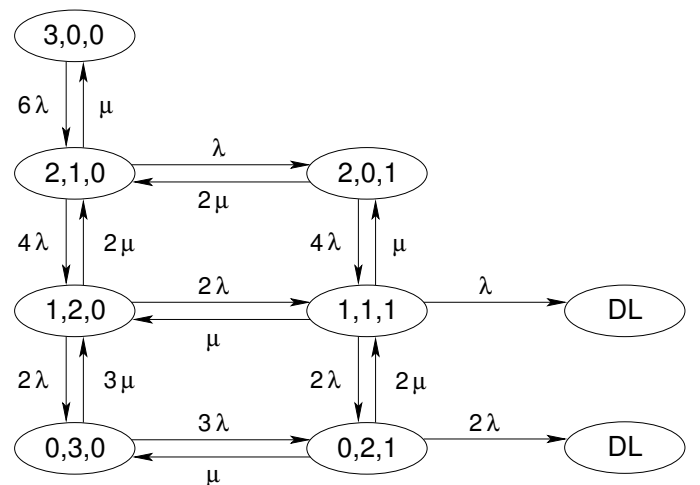 3,0,0
6λ μ
λ
2,1,0 2,0,1
2μ
4λ 2μ 4λ μ
2λ λ
1,2,0 1,1,1 DL
μ
2λ 3μ 2λ 2μ
3λ 2λ
0,3,0 0,2,1 DL
μ